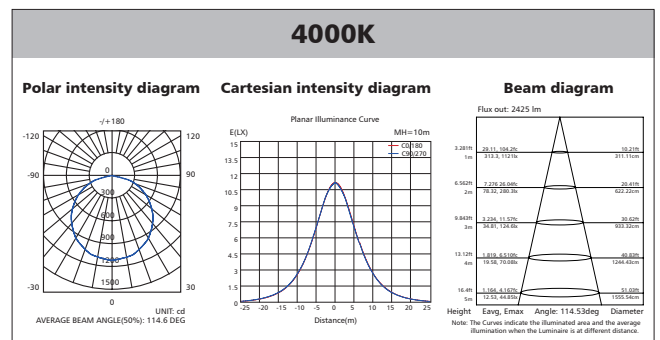 4000K
Polar intensity diagram
Cartesian intensity diagram
Beam diagram
-/+180
-120
120
-90
90
-30
30
0
0
300
600
900
1200
1500
UNIT: cd
AVERAGE BEAM ANGLE(50%): 114.6 DEG
Planar Illuminance Curve
E(LX)
MH=10m
C0/180
C90/270
15
13.5
12
10.5
9
7.5
6
4.5
3
1.5
0
-25 -20 -15 -10 -5 0 5 10 15 20 25
Distance(m)
Flux out: 2425 lm
3.281ft 29.11, 104.2fc 10.21ft
1m 313.3, 1121lx 311.11cm
6.562ft 7.276 26.04fc 20.41ft
2m 78.32, 280.3lx 622.22cm
9.843ft 3.234, 11.57fc 30.62ft
3m 34.81, 124.6lx 933.32cm
13.12ft 1.819, 6.510fc 40.83ft
4m 19.58, 70.08lx 1244.43cm
16.4ft 1.164, 4.167fc 51.03ft
5m 12.53, 44.85lx 1555.54cm
Height Eavg, Emax Angle: 114.53deg Diameter
Note: The Curves indicate the illuminated area and the average
illumination when the Luminaire is at different distance.